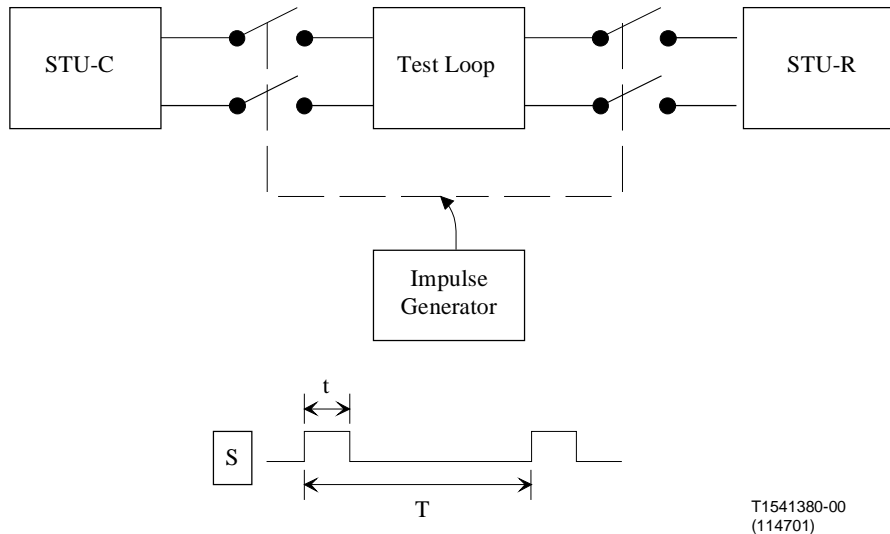 STU-C
Test Loop
STU-R
Impulse
Generator
t
S
T
T1541380-00
(114701)